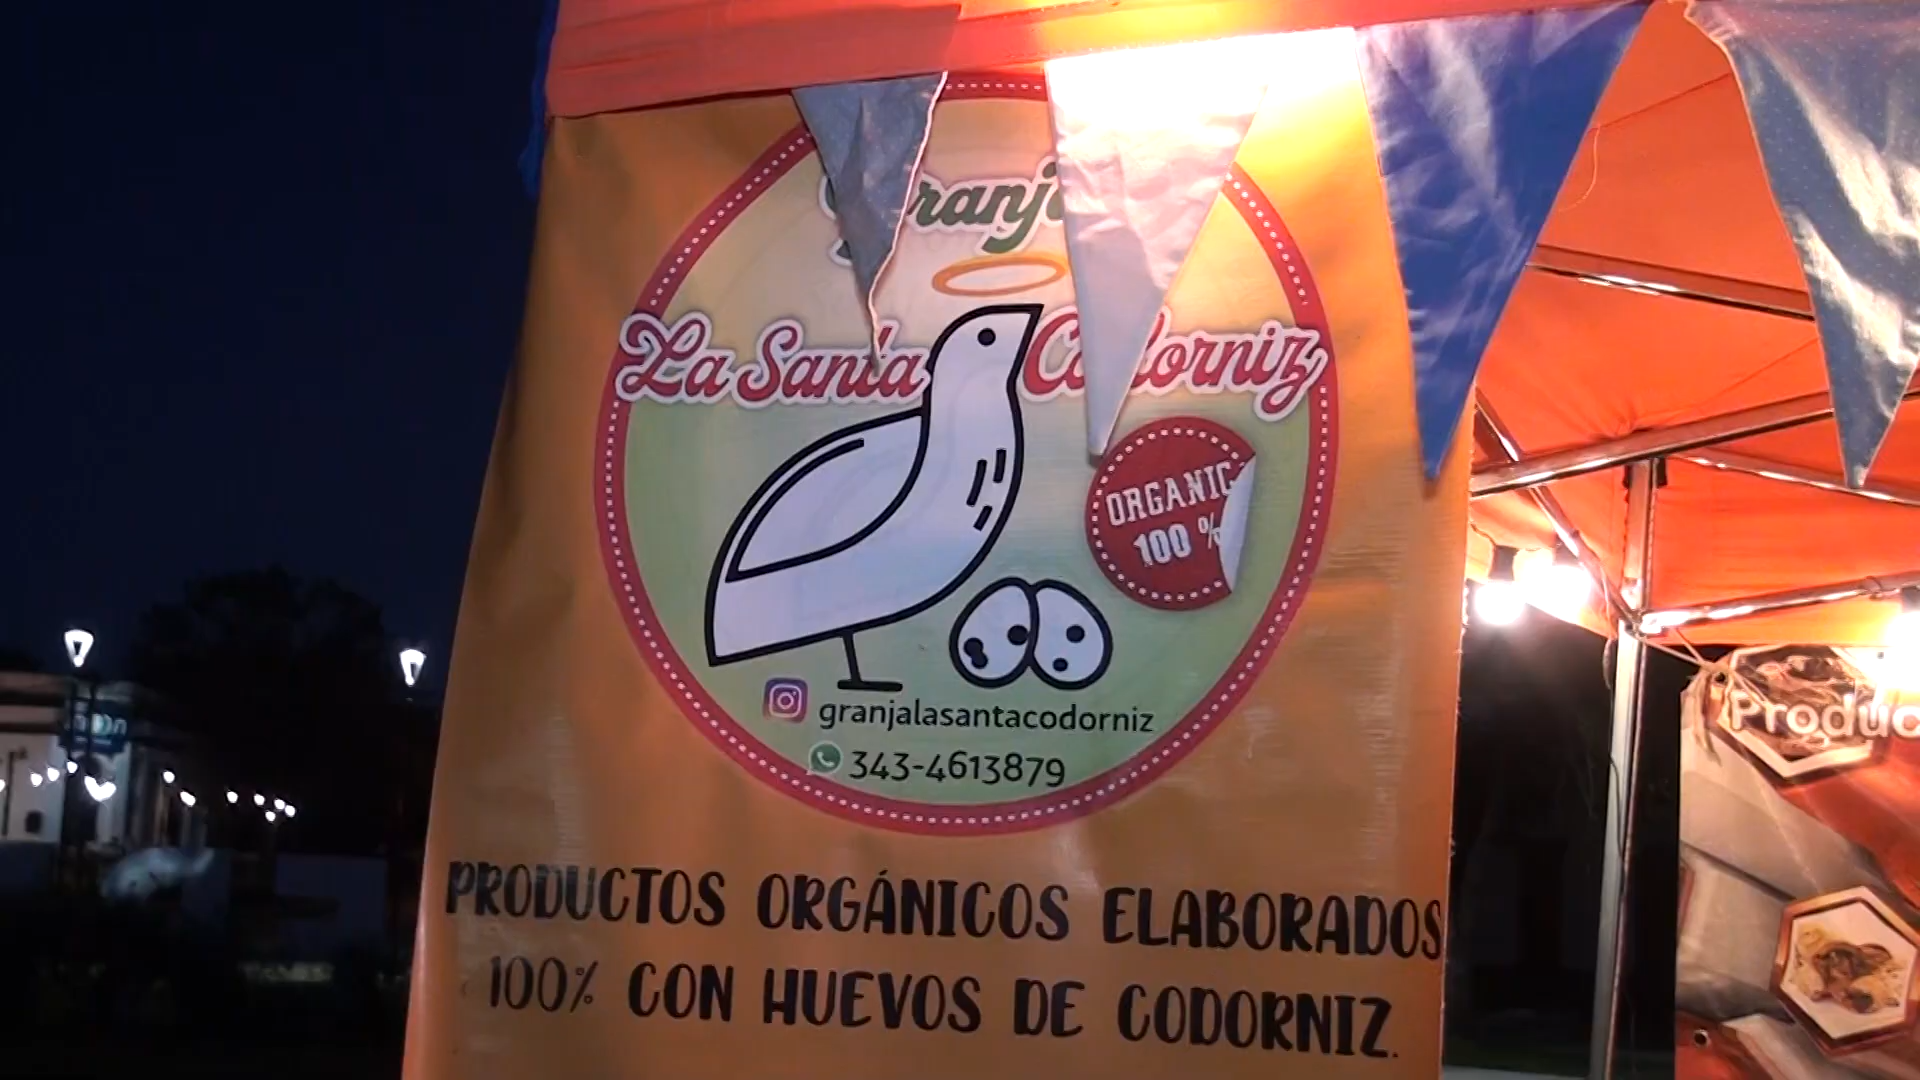 Granja
La Santa Codorniz
ORGANIC
100 %
granjalasantacodorniz
343-4613879
PRODUCTOS ORGÁNICOS ELABORADOS
100% CON HUEVOS DE CODORNIZ.
Produc